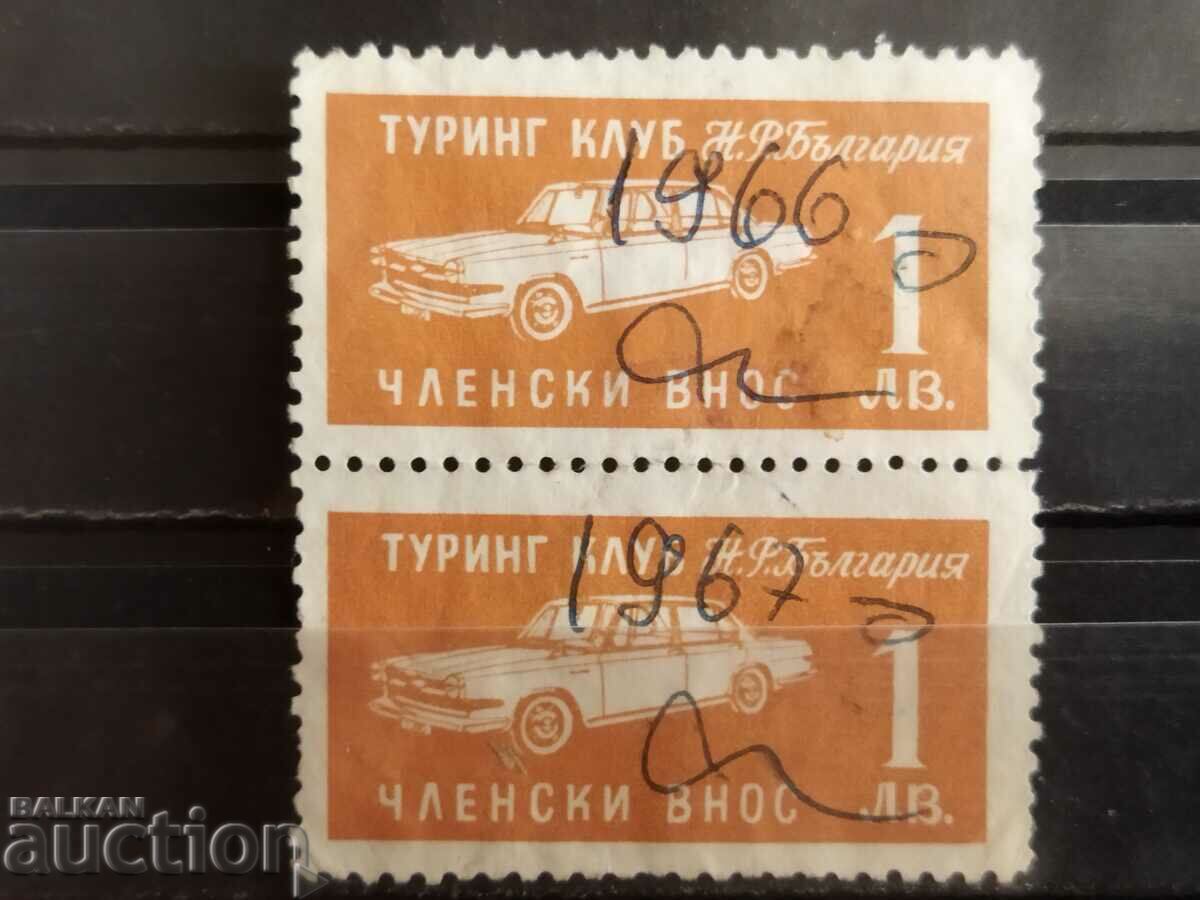 ТУРИНГ КЛУБ Н.Р.България
1966
1
ЧЛЕНСКИ ВНОС ЛВ.
ТУРИНГ КЛУБ Н.Р.България
1967
1
ЧЛЕНСКИ ВНОС ЛВ.
BALKAN
auction